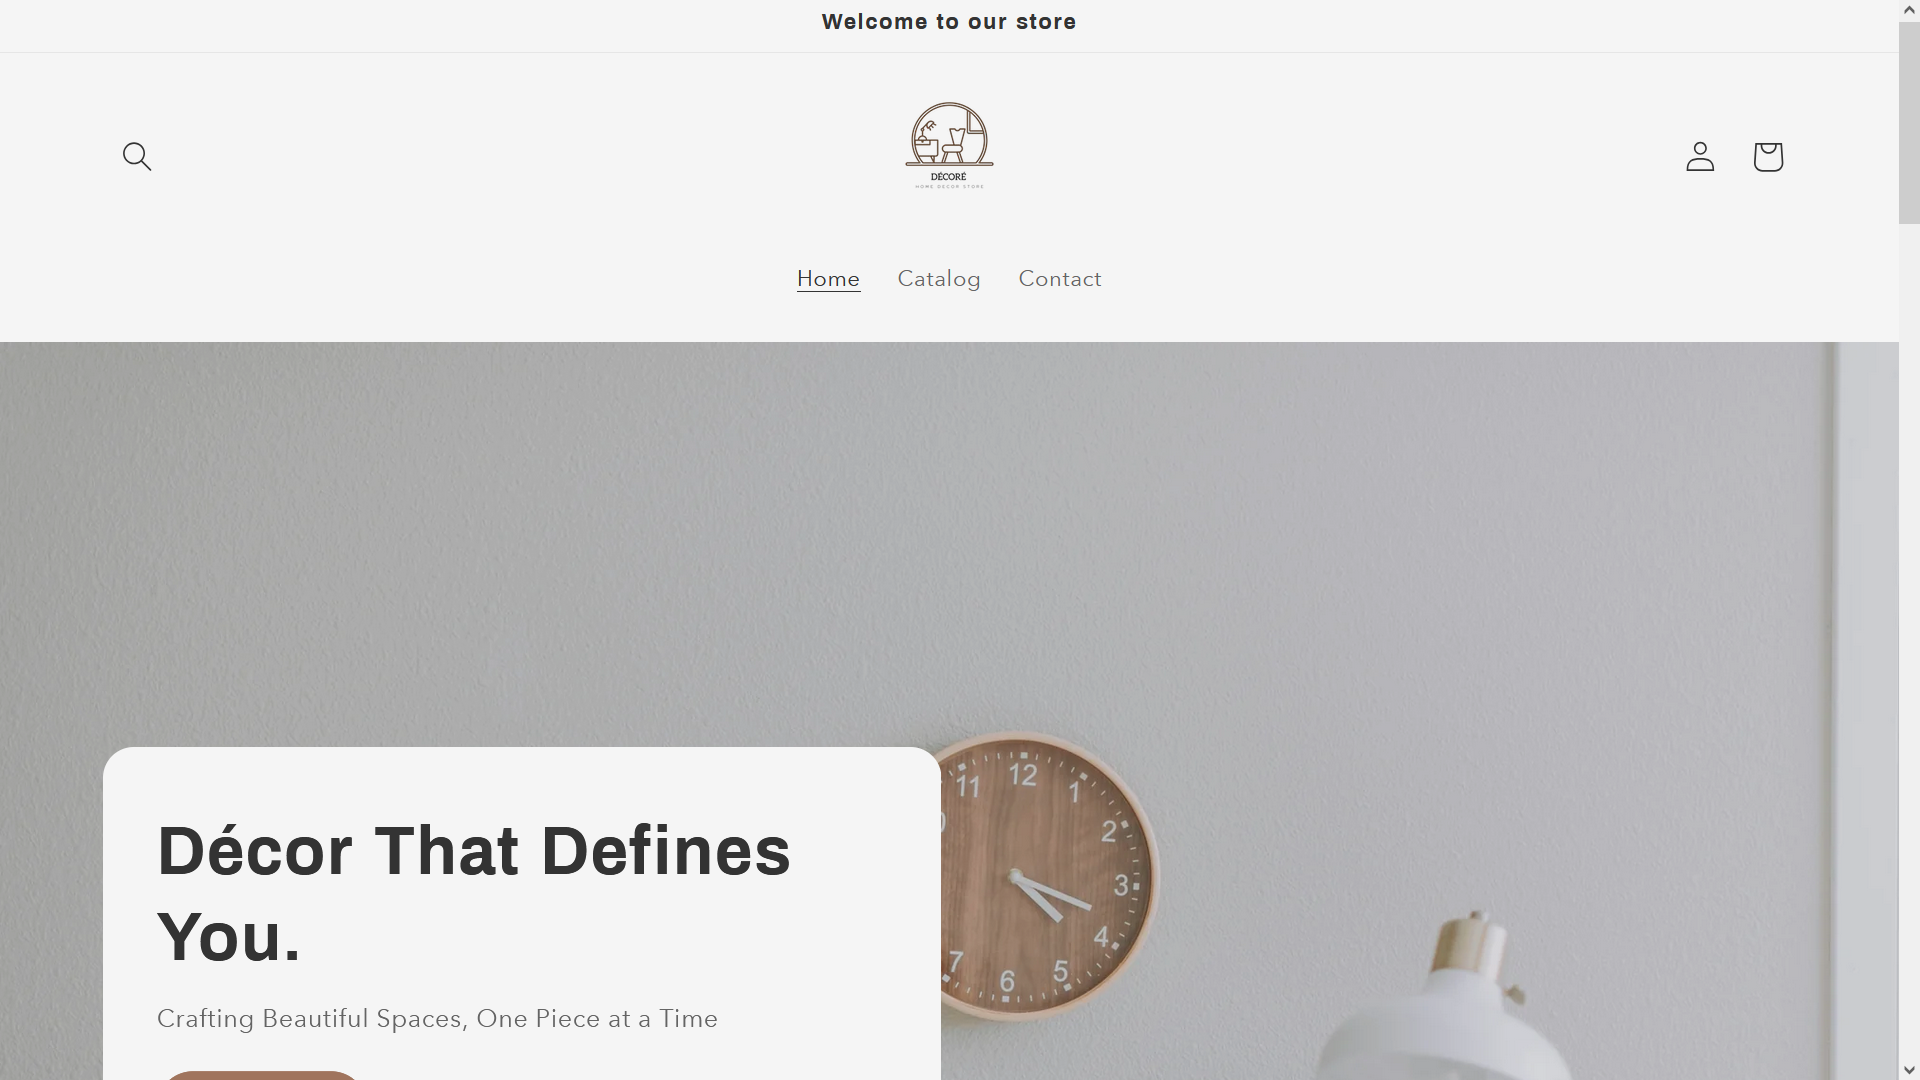 Welcome to our store
DÉCORÉ
HOME DECOR STORE
Home Catalog Contact
11 12 1
2
3
4
5
6
7
Décor That Defines
You.
Crafting Beautiful Spaces, One Piece at a Time